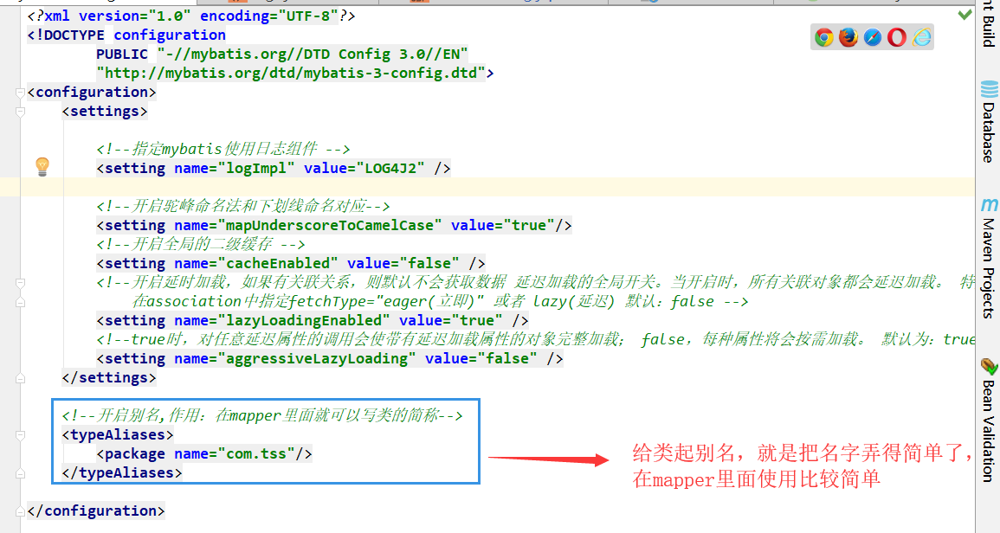 <?xml version="1.0" encoding="UTF-8"?>
<!DOCTYPE configuration
PUBLIC "-//mybatis.org//DTD Config 3.0//EN"
"http://mybatis.org/dtd/mybatis-3-config.dtd">
<configuration>
<settings>
<!--指定mybatis使用日志组件 -->
<setting name="logImpl" value="LOG4J2" />
<!--开启驼峰命名法和下划线命名对应-->
<setting name="mapUnderscoreToCamelCase" value="true"/>
<!--开启全局的二级缓存 -->
<setting name="cacheEnabled" value="false" />
<!--开启延时加载，如果有关联关系，则默认不会获取数据 延迟加载的全局开关。当开启时，所有关联对象都会延迟加载。 特
在association中指定fetchType="eager(立即)" 或者 lazy(延迟) 默认：false -->
<setting name="lazyLoadingEnabled" value="true" />
<!--true时，对任意延迟属性的调用会使带有延迟加载属性的对象完整加载； false，每种属性将会按需加载。 默认为：true
<setting name="aggressiveLazyLoading" value="false" />
</settings>
<!--开启别名,作用：在mapper里面就可以写类的简称-->
<typeAliases>
<package name="com.tss"/>
</typeAliases>
</configuration>
给类起别名，就是把名字弄得简单了，
在mapper里面使用比较简单
nt Build
Database
Maven Projects
Bean Validation